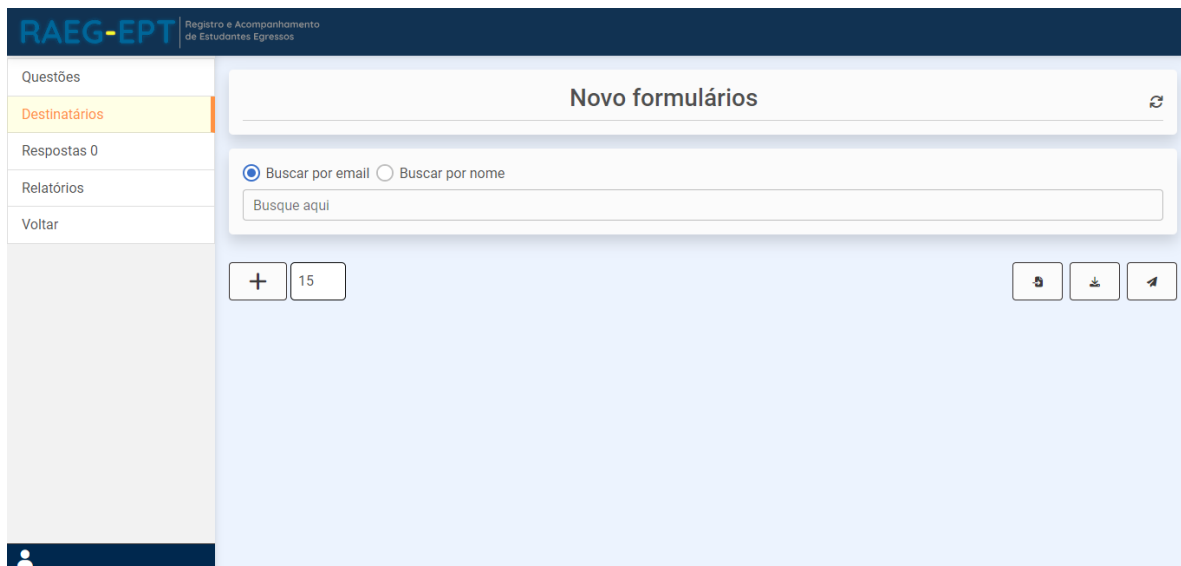 RAEG-EPT
Registro e Acompanhamento
de Estudantes Egressos
Questões
Destinatários
Respostas 0
Relatórios
Voltar
Novo formulários
Buscar por email Buscar por nome
Busque aqui
15